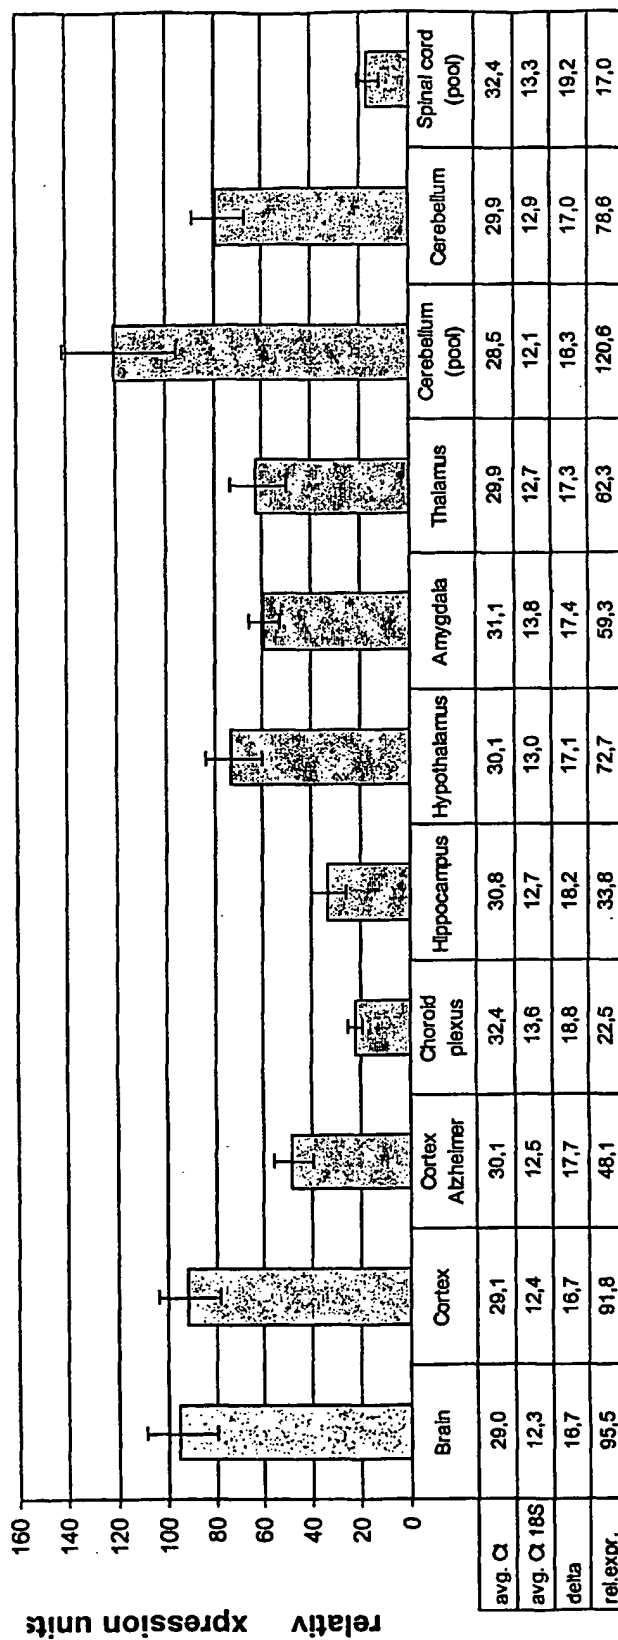 relativ xpression units
160
140
120
100
80
60
40
20
0
Brain Cortex Cortex Alzheimer Choroid plexus Hippocampus Hypothalamus Amygdala Thalamus Cerebellum (pool) Cerebellum Spinal cord (pool)
avg. Ct 29,0 29,1 30,1 32,4 30,8 30,1 31,1 29,9 28,5 29,9 32,4
avg. Ct 18S 12,3 12,4 12,5 13,6 12,7 13,0 13,8 12,7 12,1 12,9 13,3
delta 16,7 16,7 17,7 18,8 18,2 17,1 17,4 17,3 16,3 17,0 19,2
rel.expr. 95,5 91,8 48,1 22,5 33,8 72,7 59,3 62,3 120,6 78,6 17,0